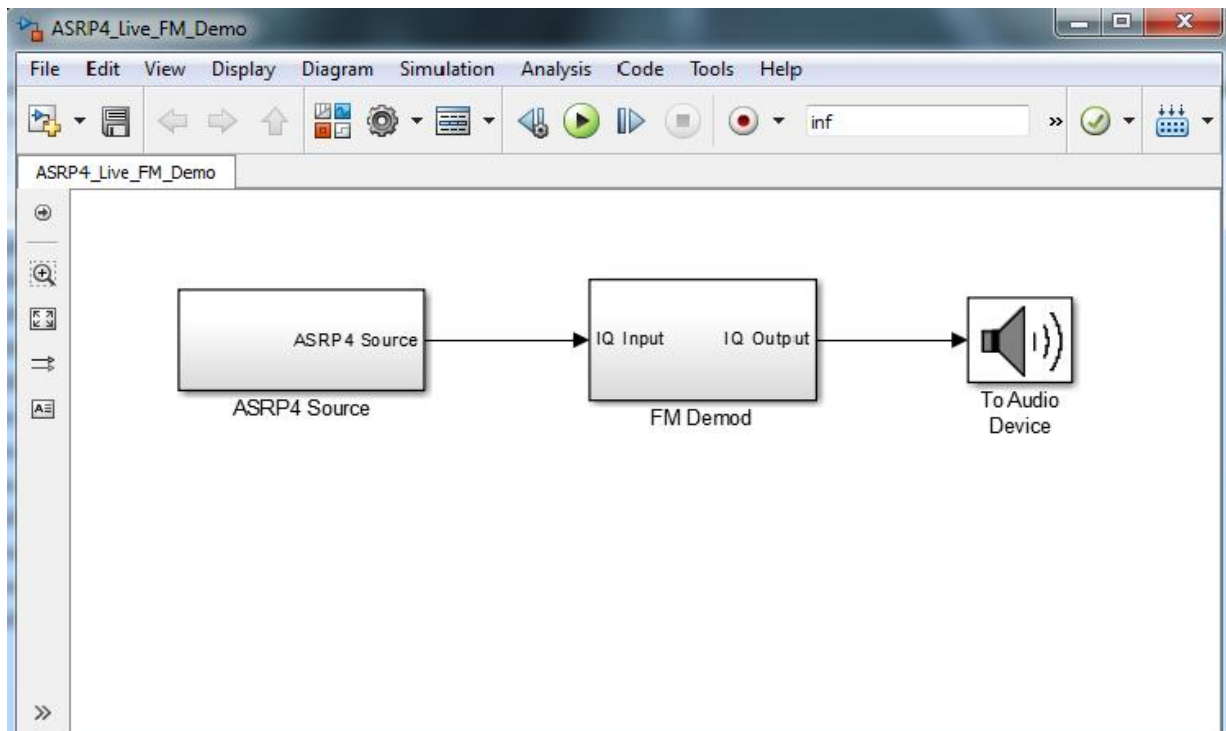 ASRP4_Live_FM_Demo
File Edit View Display Diagram Simulation Analysis Code Tools Help
inf
ASRP4_Live_FM_Demo
ASRP4 Source
ASRP4 Source
IQ Input IQ Output
FM Demod
To Audio
Device